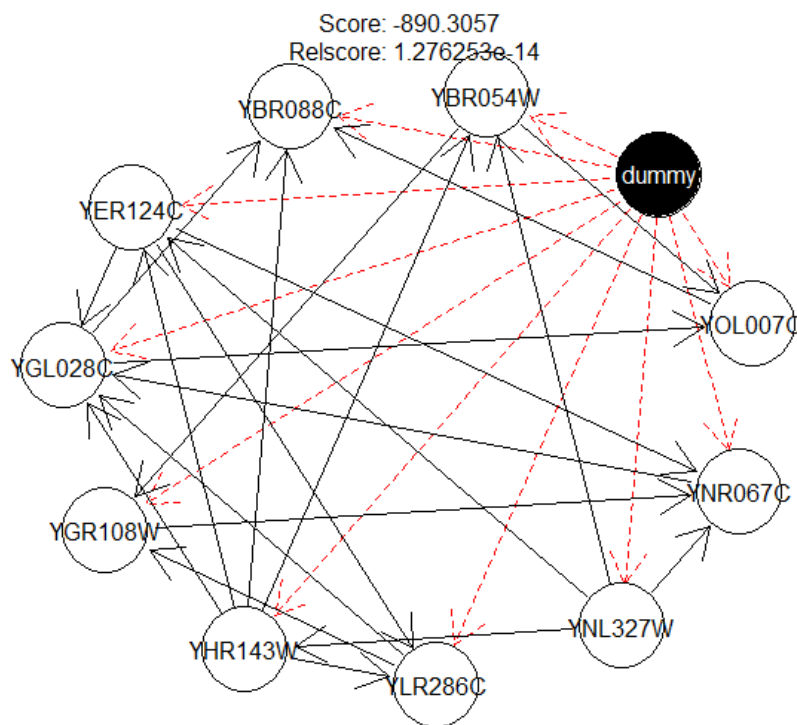 Score: -890.3057
Relscore: 1.276253e-14
YBR088C
YBR054W
dummy
YER124C
YOL007C
YGL028C
YNR067C
YGR108W
YNL327W
YHR143W
YLR286C